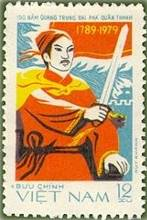 190 NĂM QUANG TRUNG ĐẠI PHÁ QUÂN THANH
1789-1979
BƯU CHÍNH
VIỆT NAM 12